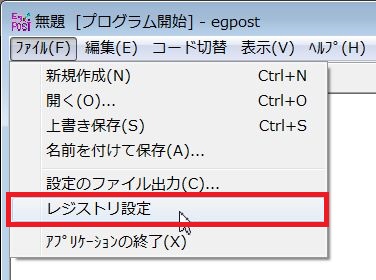 EgR POST 無題 [プログラム開始] - egpost
ﾌｧｲﾙ(F) 編集(E) コード切替 表示(V) ﾍﾙﾌﾟ(H)
新規作成(N) Ctrl+N
開く(O)... Ctrl+O
上書き保存(S) Ctrl+S
名前を付けて保存(A)...
設定のファイル出力(C)...
レジストリ設定
ｱﾌﾟﾘｹｰｼｮﾝの終了(X)